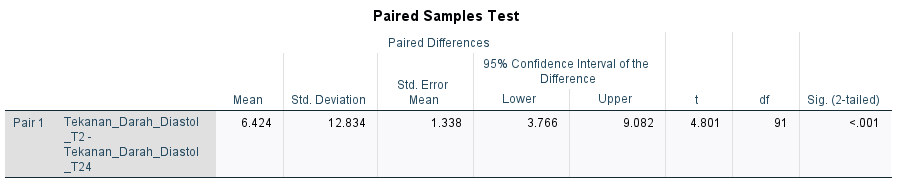 Paired Samples Test
Paired Differences
95% Confidence Interval of the
Difference
Std. Error
Mean Std. Deviation Mean Lower Upper t df Sig. (2-tailed)
Pair 1 Tekanan_Darah_Diastol 6.424 12.834 1.338 3.766 9.082 4.801 91 <.001
_T2 -
Tekanan_Darah_Diastol
_T24